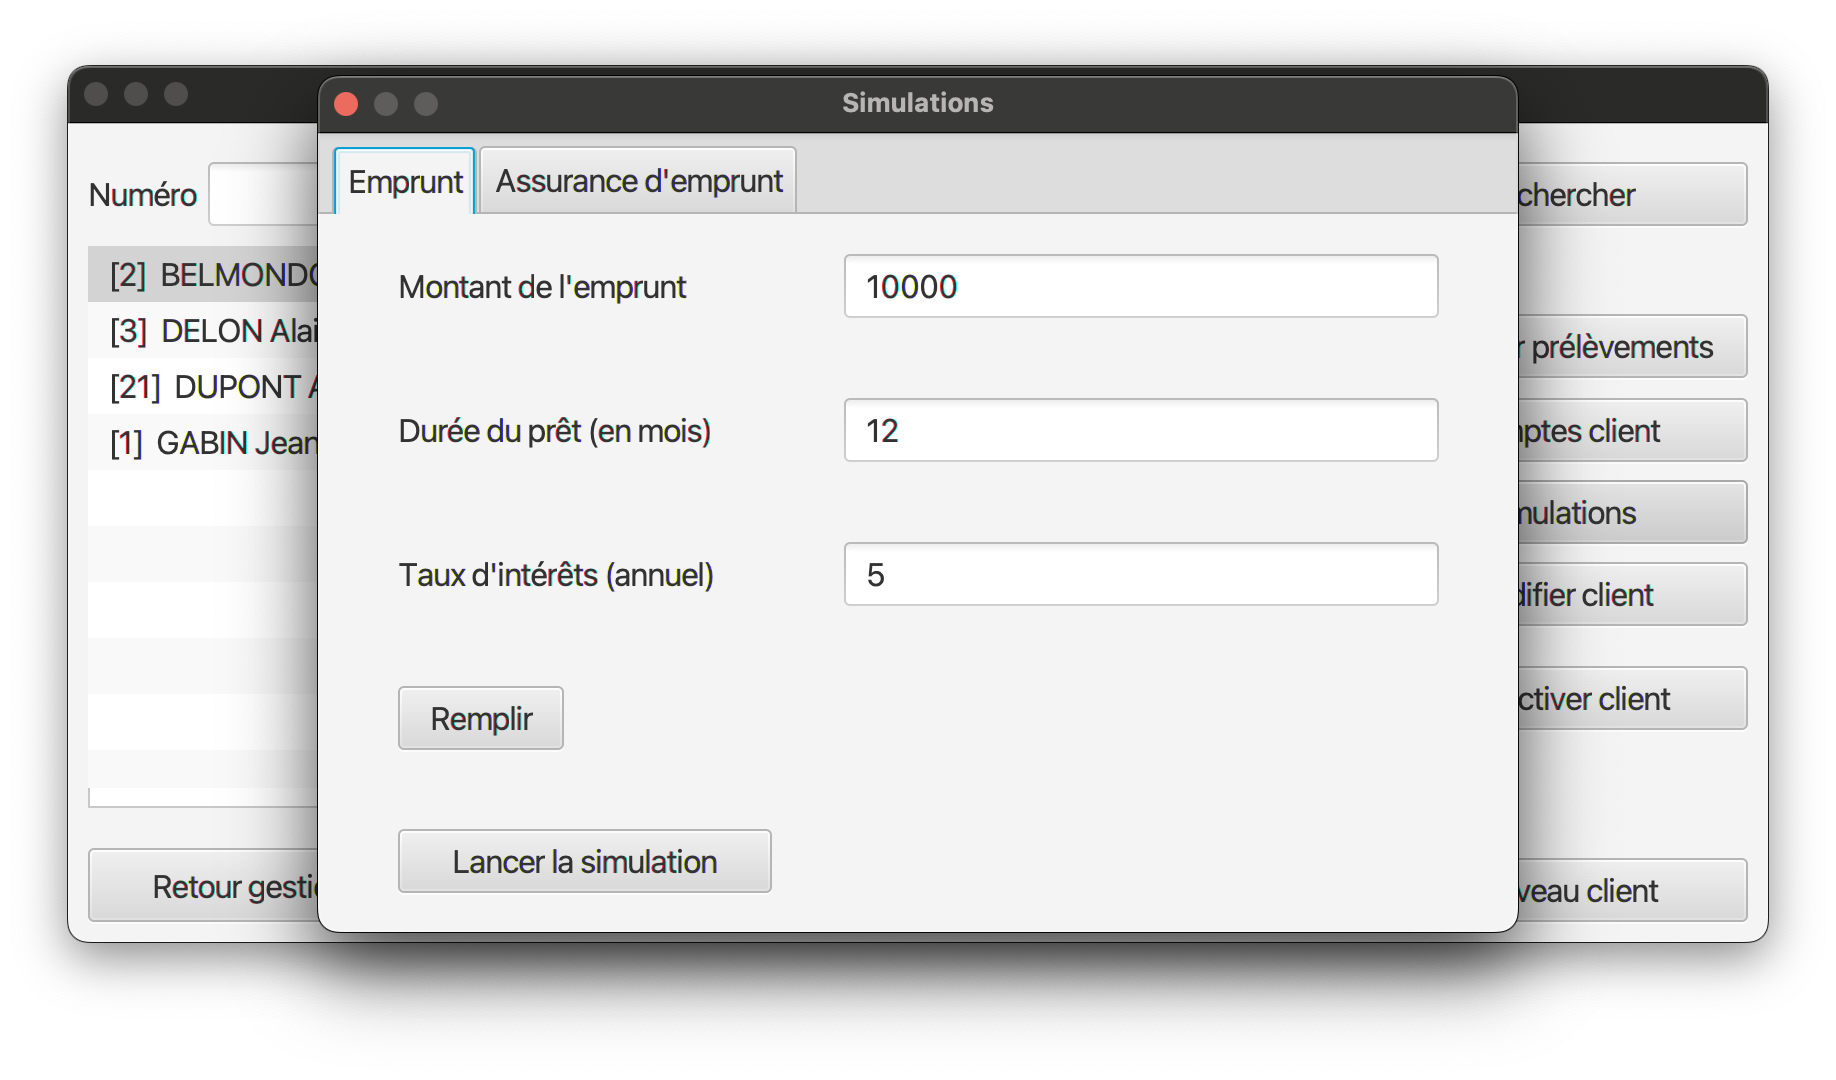 Simulations
Emprunt
Assurance d'emprunt
Numéro
chercher
[2] BELMONDO
[3] DELON Alai
[21] DUPONT A
[1] GABIN Jean
Montant de l'emprunt
10000
Durée du prêt (en mois)
12
Taux d'intérêts (annuel)
5
Remplir
Lancer la simulation
r prélèvements
ptes client
mulations
difier client
ctiver client
Retour gesti
veau client